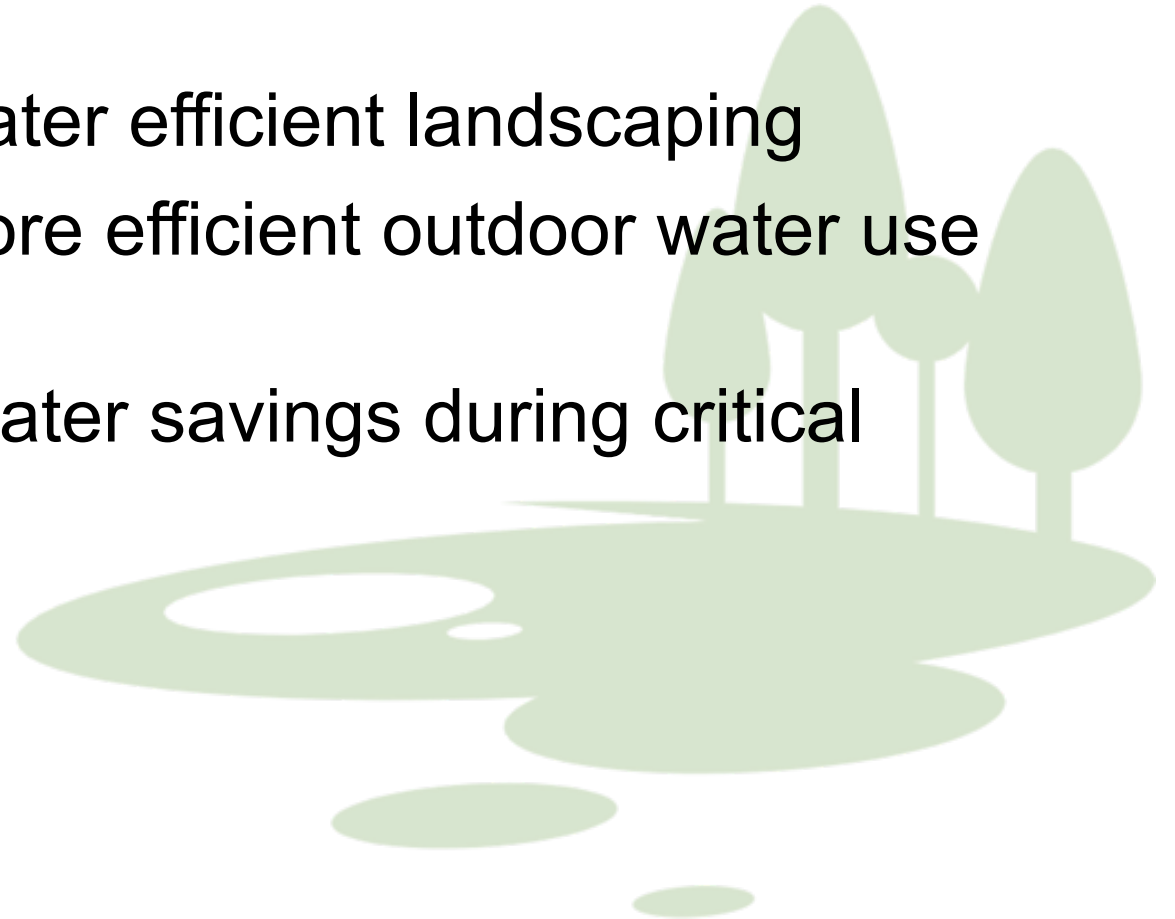 ater efficient landscaping
ore efficient outdoor water use
ater savings during critical